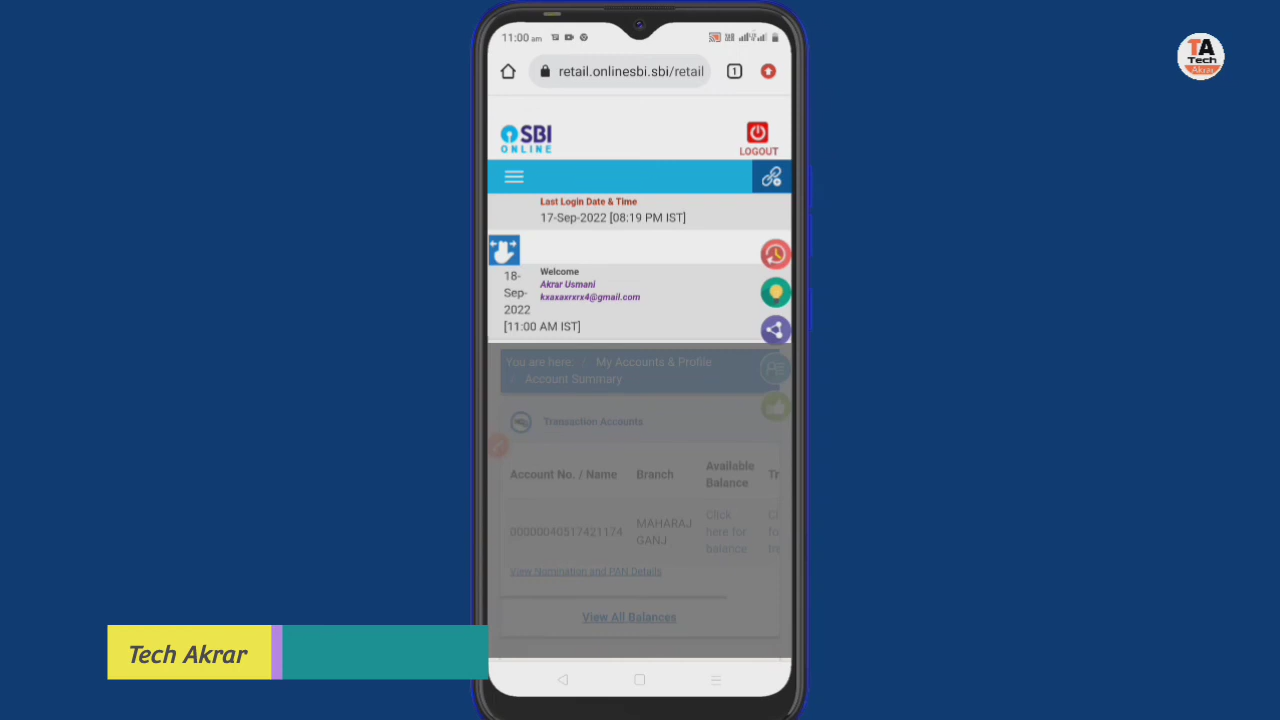 TA
Tech
Akrar
11:00 am
retail.onlinesbi.sbi/retail
1
SBI
ONLINE
LOGOUT
Last Login Date & Time
17-Sep-2022 [08:19 PM IST]
18-
Sep-
2022
[11:00 AM IST]
Welcome
Akrar Usmani
kxaxaxrxrx4@gmail.com
You are here: / My Accounts & Profile
/ Account Summary
Transaction Accounts
Account No. / Name
Branch
Available
Balance
Tr
00000040517421174
MAHARAJ
GANJ
Click
here for
balance
View Nomination and PAN Details
View All Balances
Tech Akrar